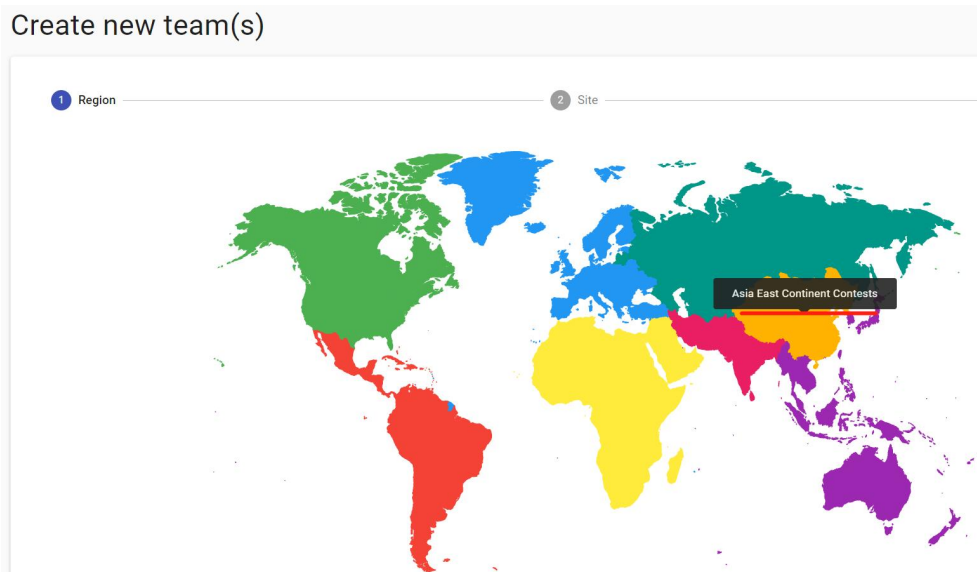 Create new team(s)
1 Region
2 Site
Asia East Continent Contests